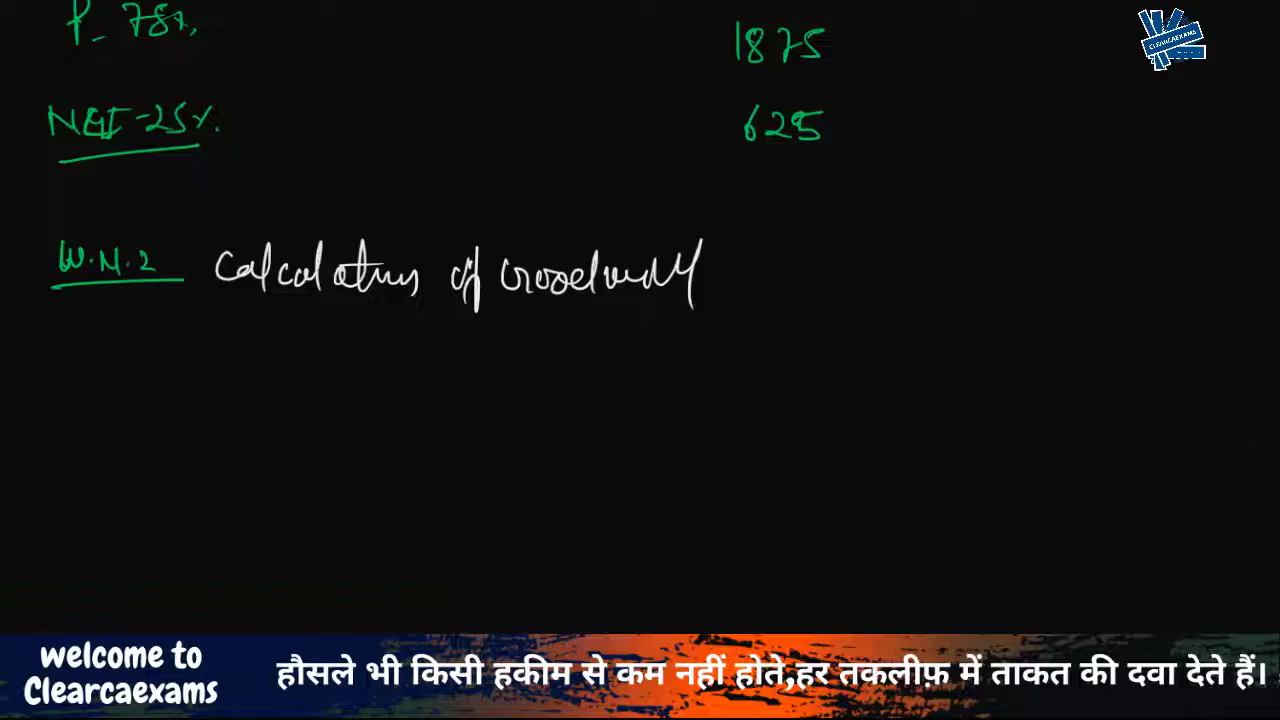 P- 75%.
1875
NCI-25%.
625
W.N.2 Calculation of Goodwill
CLEARCAEXAMS
welcome to
Clearcaexams
हौसले भी किसी हकीम से कम नहीं होते,हर तकलीफ़ में ताकत की दवा देते हैं।